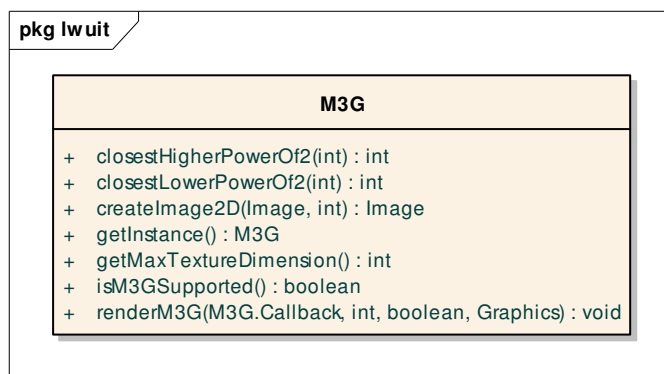 pkg lwuit
M3G
+ closestHigherPowerOf2(int) : int
+ closestLowerPowerOf2(int) : int
+ createImage2D(Image, int) : Image
+ getInstance() : M3G
+ getMaxTextureDimension() : int
+ isM3GSupported() : boolean
+ renderM3G(M3G.Callback, int, boolean, Graphics) : void